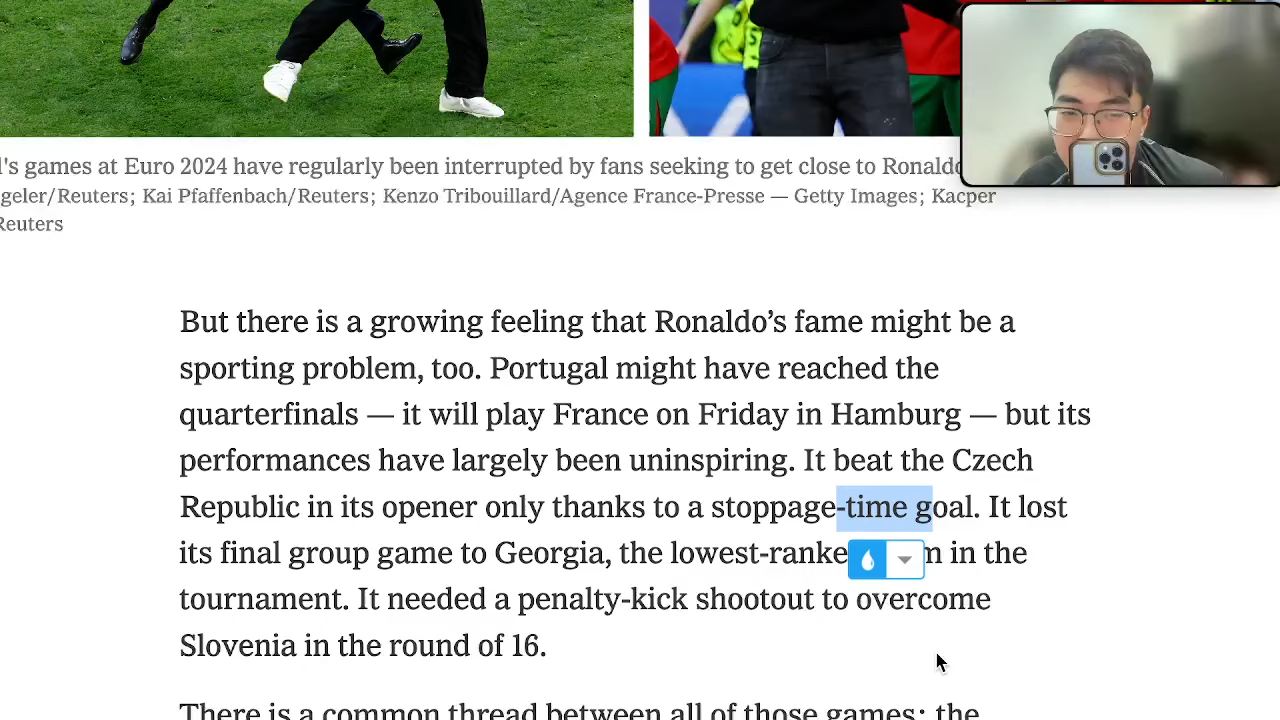 l's games at Euro 2024 have regularly been interrupted by fans seeking to get close to Ronaldo
geler/Reuters; Kai Pfaffenbach/Reuters; Kenzo Tribouillard/Agence France-Presse — Getty Images; Kacper
Reuters
But there is a growing feeling that Ronaldo’s fame might be a
sporting problem, too. Portugal might have reached the
quarterfinals — it will play France on Friday in Hamburg — but its
performances have largely been uninspiring. It beat the Czech
Republic in its opener only thanks to a stoppage-time goal. It lost
its final group game to Georgia, the lowest-ranke m in the
tournament. It needed a penalty-kick shootout to overcome
Slovenia in the round of 16.
There is a common thread between all of those games: the